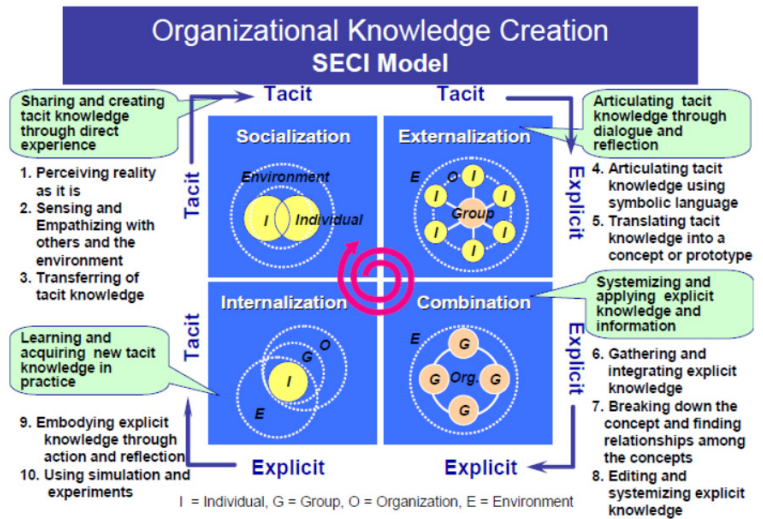 Organizational Knowledge Creation
SECI Model
Tacit
Tacit
Sharing and creating
tacit knowledge
through direct
experience
1. Perceiving reality
as it is
2. Sensing and
Empathizing with
others and the
environment
3. Transferring of
tacit knowledge
Tacit
Socialization
Environment
I
Individual
Externalization
E
O
I
I
I
Group
I
I
I
Explicit
Articulating tacit
knowledge through
dialogue and
reflection
4. Articulating tacit
knowledge using
symbolic language
5. Translating tacit
knowledge into a
concept or prototype
Learning and
acquiring new tacit
knowledge in
practice
9. Embodying explicit
knowledge through
action and reflection
10. Using simulation and
experiments
Tacit
Internalization
O
G
I
E
Combination
E
G
G
Org.
G
G
Explicit
Systemizing and
applying explicit
knowledge and
information
6. Gathering and
integrating explicit
knowledge
7. Breaking down the
concept and finding
relationships among
the concepts
8. Editing and
systemizing explicit
knowledge
Explicit
Explicit
I = Individual, G = Group, O = Organization, E = Environment